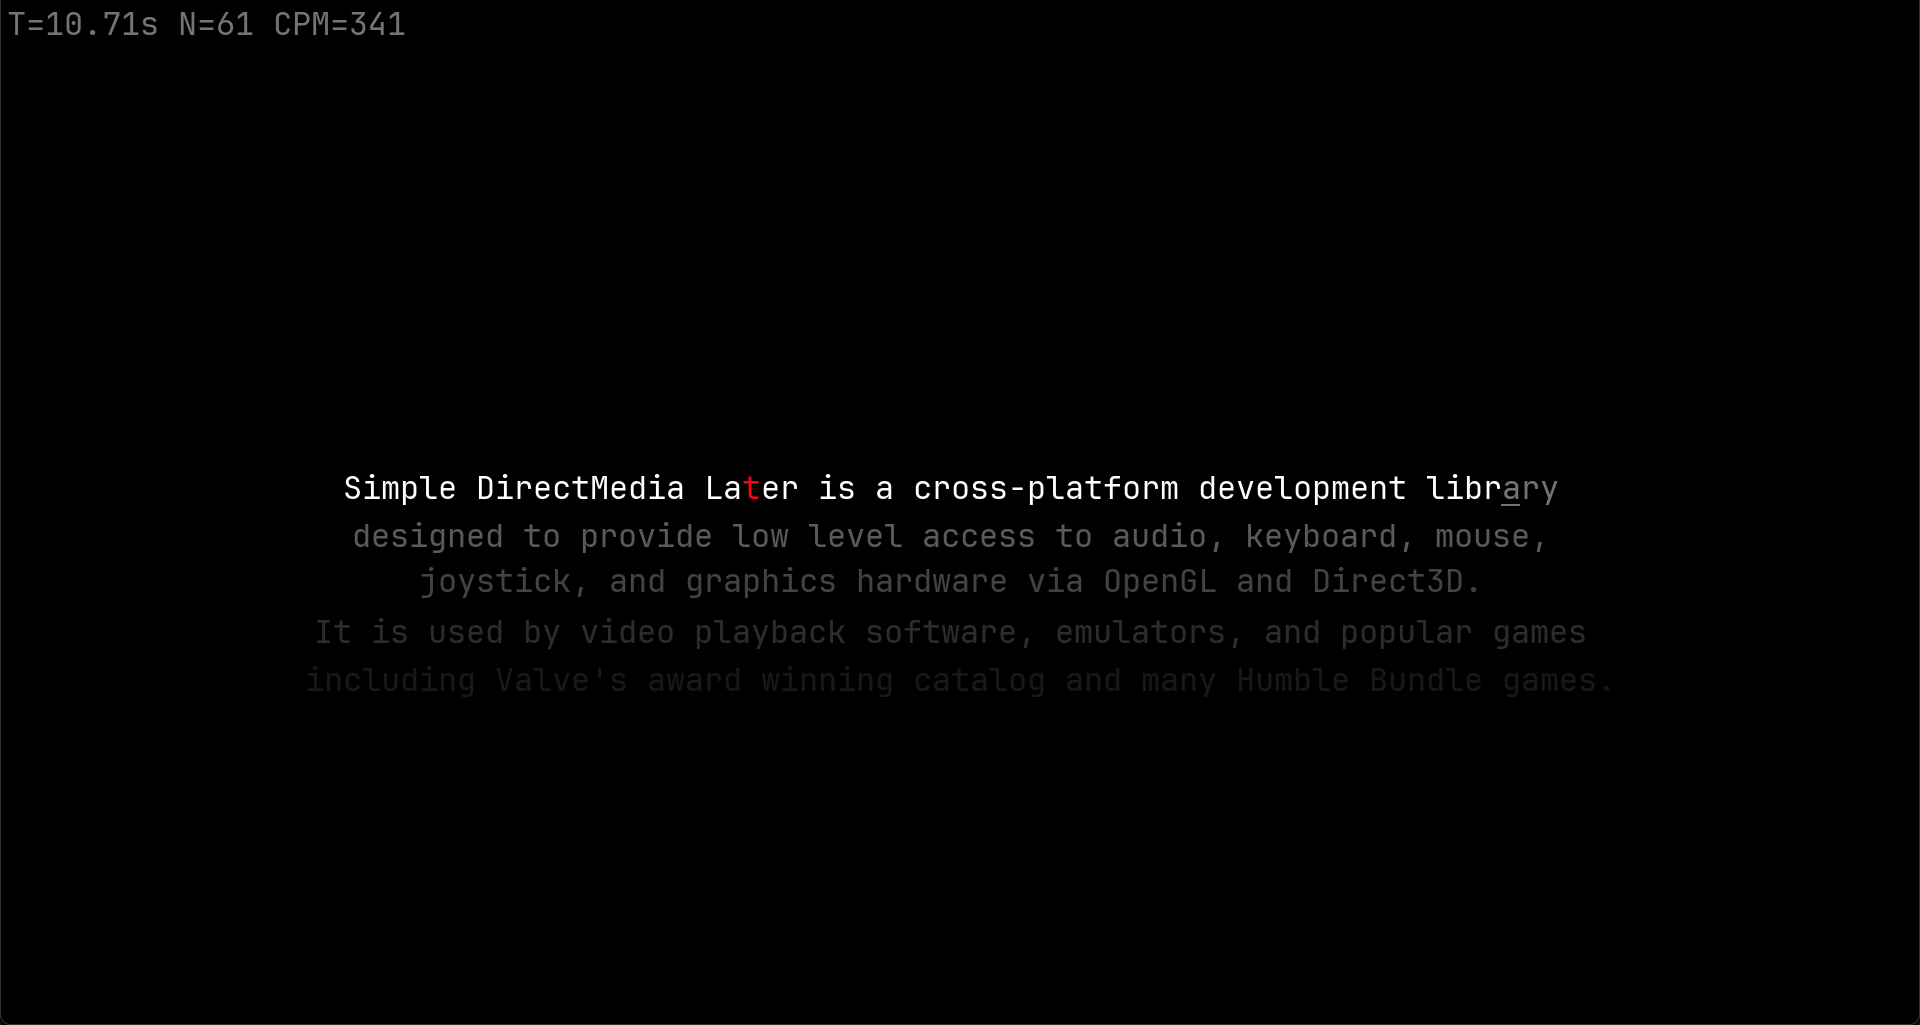 T=10.71s N=61 CPM=341
Simple DirectMedia Later is a cross-platform development library
designed to provide low level access to audio, keyboard, mouse,
joystick, and graphics hardware via OpenGL and Direct3D.
It is used by video playback software, emulators, and popular games
including Valve's award winning catalog and many Humble Bundle games.